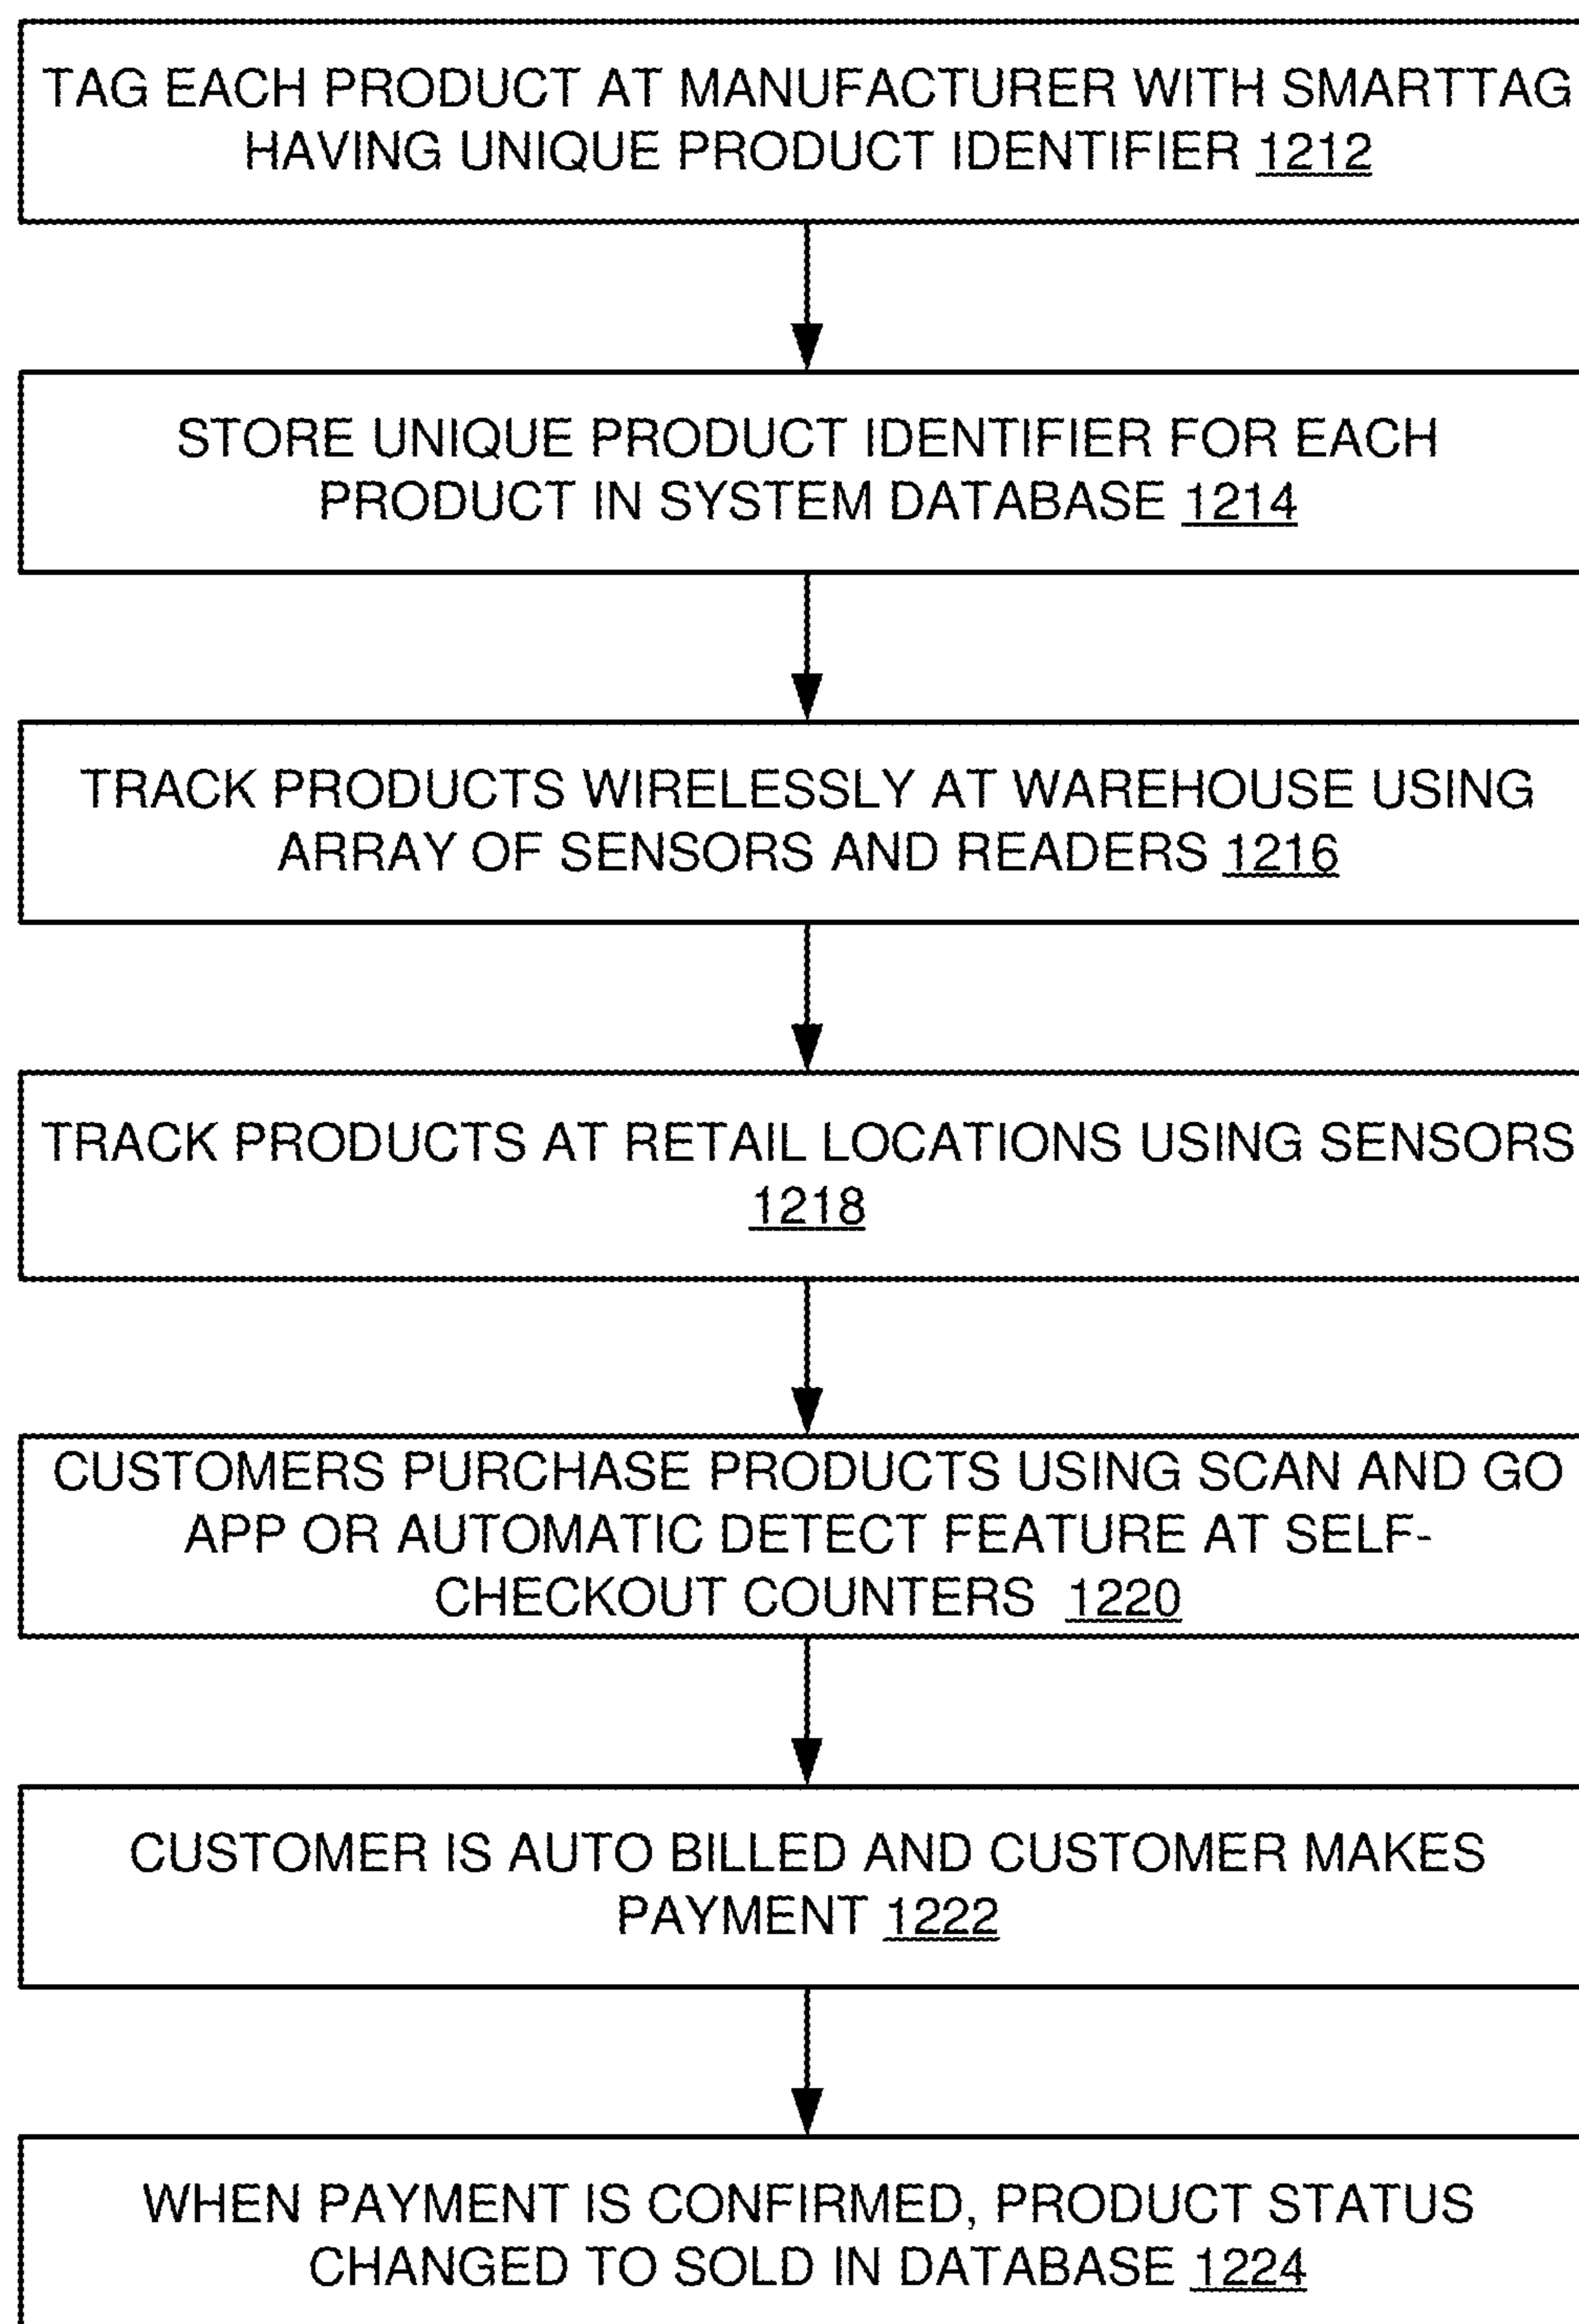 TAG EACH PRODUCT AT MANUFACTURER WITH SMARTTAG
HAVING UNIQUE PRODUCT IDENTIFIER 1212
STORE UNIQUE PRODUCT IDENTIFIER FOR EACH
PRODUCT IN SYSTEM DATABASE 1214
TRACK PRODUCTS WIRELESSLY AT WAREHOUSE USING
ARRAY OF SENSORS AND READERS 1216
TRACK PRODUCTS AT RETAIL LOCATIONS USING SENSORS
1218
CUSTOMERS PURCHASE PRODUCTS USING SCAN AND GO
APP OR AUTOMATIC DETECT FEATURE AT SELF-
CHECKOUT COUNTERS 1220
CUSTOMER IS AUTO BILLED AND CUSTOMER MAKES
PAYMENT 1222
WHEN PAYMENT IS CONFIRMED, PRODUCT STATUS
CHANGED TO SOLD IN DATABASE 1224